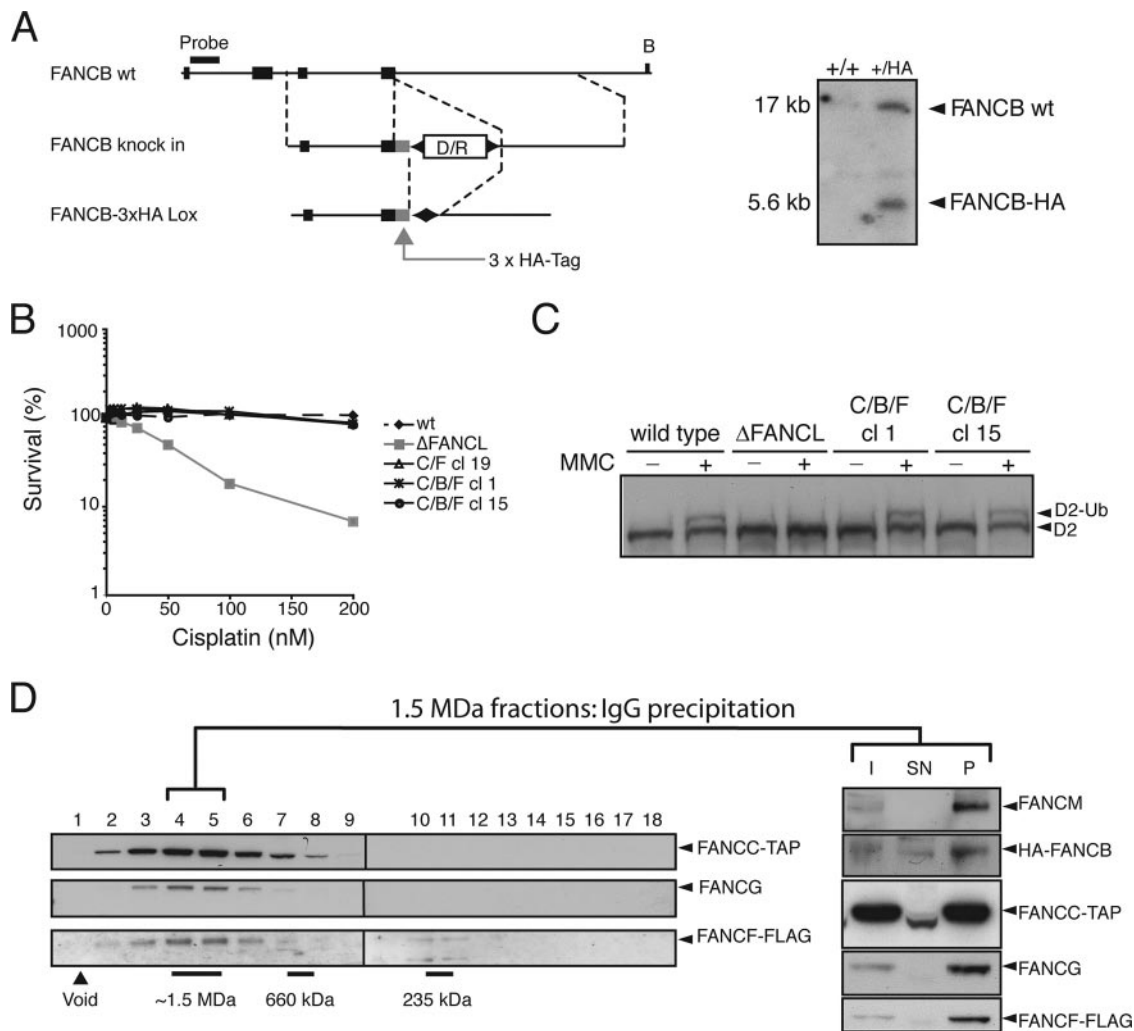 A
Probe
B
FANCB wt
FANCB knock in
D/R
FANCB-3xHA Lox
3 x HA-Tag
+/+ +/HA
17 kb
FANCB wt
5.6 kb
FANCB-HA
B
Survival (%)
1000
100
10
1
0 50 100 150 200
Cisplatin (nM)
wt
ΔFANCL
C/F cl 19
C/B/F cl 1
C/B/F cl 15
C
wild type ΔFANCL C/B/F cl 1 C/B/F cl 15
MMC − + − + − + − +
D2-Ub
D2
D
1.5 MDa fractions: IgG precipitation
1 2 3 4 5 6 7 8 9 10 11 12 13 14 15 16 17 18
FANCC-TAP
FANCG
FANCF-FLAG
Void
~1.5 MDa
660 kDa
235 kDa
I SN P
FANCM
HA-FANCB
FANCC-TAP
FANCG
FANCF-FLAG